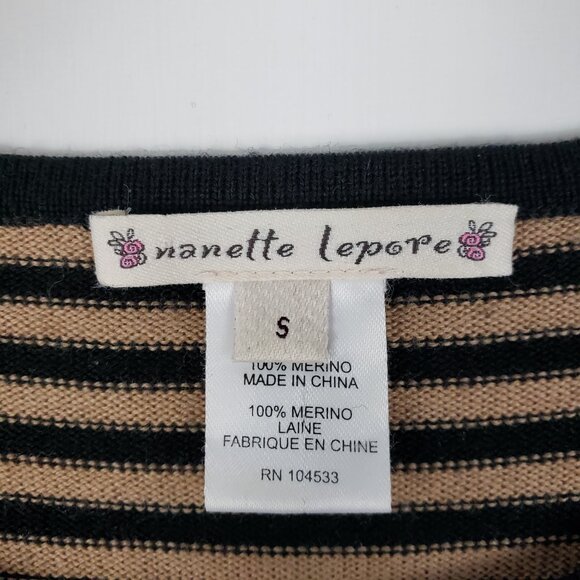 nanette lepore
S
100% MERINO
MADE IN CHINA
100% MERINO
LAINE
FABRIQUE EN CHINE
RN 104533